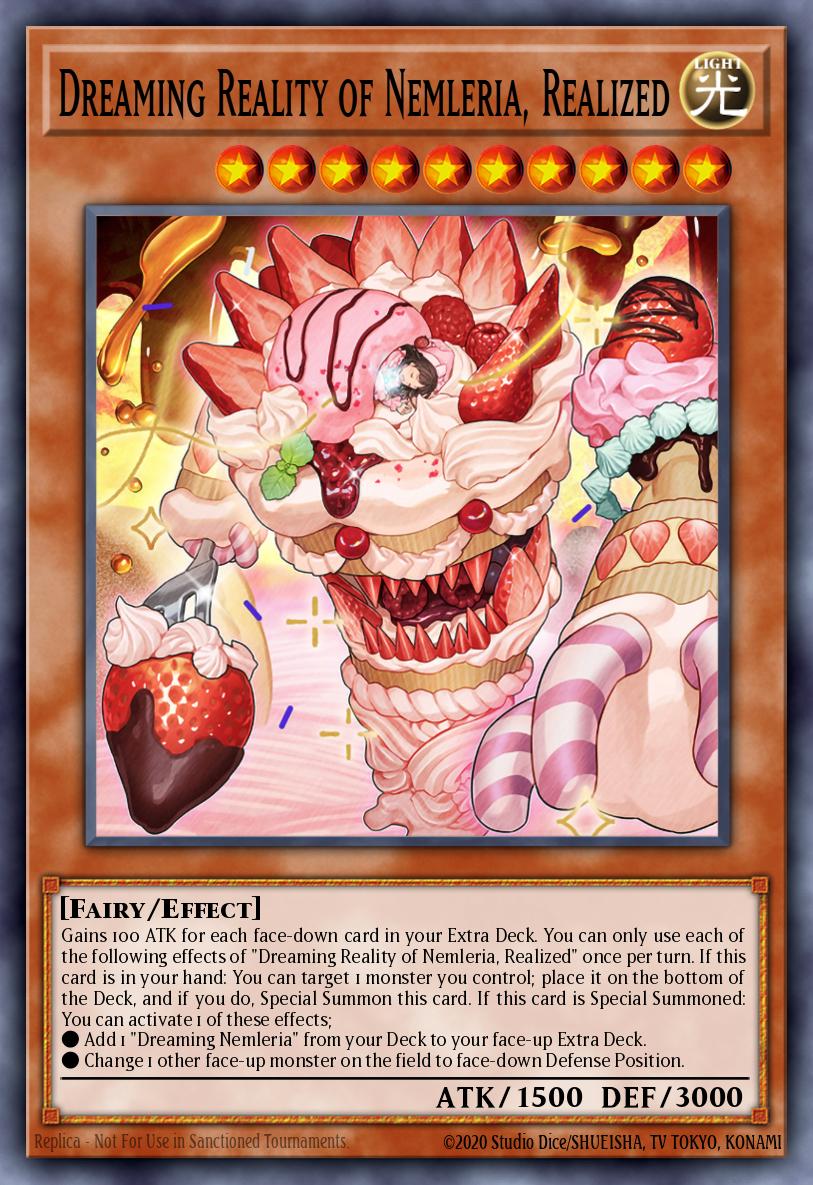 Dreaming Reality of Nemleria, Realized
LIGHT
光
[Fairy/Effect]
Gains 100 ATK for each face-down card in your Extra Deck. You can only use each of
the following effects of "Dreaming Reality of Nemleria, Realized" once per turn. If this
card is in your hand: You can target 1 monster you control; place it on the bottom of
the Deck, and if you do, Special Summon this card. If this card is Special Summoned:
You can activate 1 of these effects;
● Add 1 "Dreaming Nemleria" from your Deck to your face-up Extra Deck.
● Change 1 other face-up monster on the field to face-down Defense Position.
ATK/1500 DEF/3000
Replica - Not For Use in Sanctioned Tournaments.
©2020 Studio Dice/SHUEISHA, TV TOKYO, KONAMI